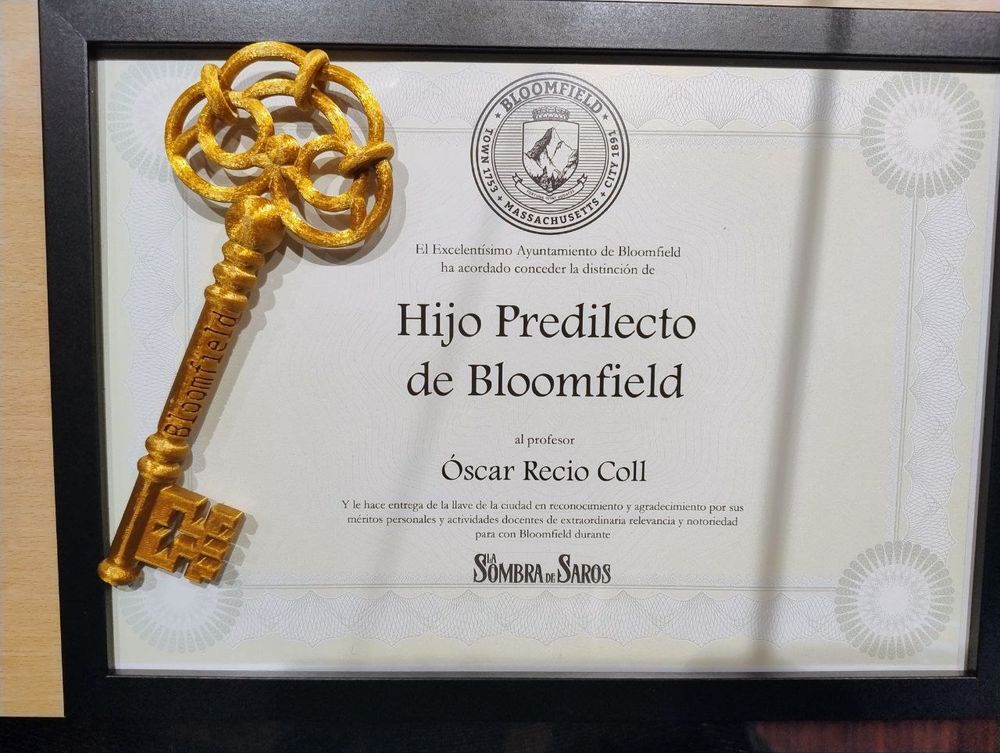 BLOOMFIELD
TOWN 1753
CITY 1891
MASSACHUSETTS
El Excelentísimo Ayuntamiento de Bloomfield
ha acordado conceder la distinción de
Hijo Predilecto
de Bloomfield
al profesor
Óscar Recio Coll
Y le hace entrega de la llave de la ciudad en reconocimiento y agradecimiento por sus
méritos personales y actividades docentes de extraordinaria relevancia y notoriedad
para con Bloomfield durante
LA SOMBRA DE SAROS
Bloomfield